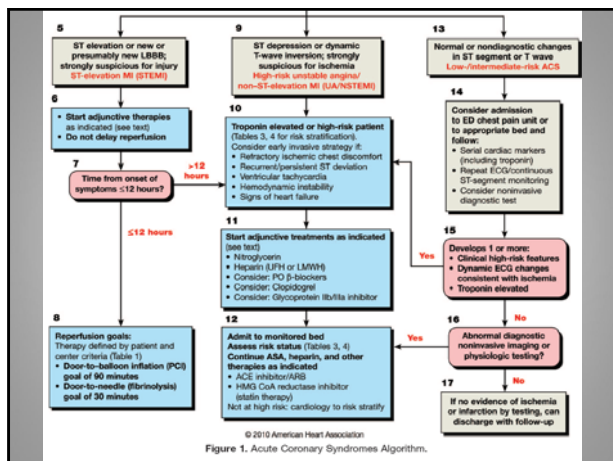 5
ST elevation or new or
presumably new LBBB;
strongly suspicious for injury
ST-elevation MI (STEMI)
6
• Start adjunctive therapies
as indicated (see text)
• Do not delay reperfusion
7
Time from onset of
symptoms ≤12 hours?
>12
hours
≤12 hours
8
Reperfusion goals:
Therapy defined by patient and
center criteria (Table 1)
• Door-to-balloon inflation (PCI)
goal of 90 minutes
• Door-to-needle (fibrinolysis)
goal of 30 minutes
9
ST depression or dynamic
T-wave inversion; strongly
suspicious for ischemia
High-risk unstable angina/
non–ST-elevation MI (UA/NSTEMI)
10
Troponin elevated or high-risk patient
(Tables 3, 4 for risk stratification).
Consider early invasive strategy if:
• Refractory ischemic chest discomfort
• Recurrent/persistent ST deviation
• Ventricular tachycardia
• Hemodynamic instability
• Signs of heart failure
11
Start adjunctive treatments as indicated
(see text)
• Nitroglycerin
• Heparin (UFH or LMWH)
• Consider: PO β-blockers
• Consider: Clopidogrel
• Consider: Glycoprotein IIb/IIIa inhibitor
12
Admit to monitored bed
Assess risk status (Tables 3, 4)
Continue ASA, heparin, and other
therapies as indicated
• ACE inhibitor/ARB
• HMG CoA reductase inhibitor
(statin therapy)
Not at high risk: cardiology to risk stratify
13
Normal or nondiagnostic changes
in ST segment or T wave
Low-/intermediate-risk ACS
14
Consider admission
to ED chest pain unit or
to appropriate bed and
follow:
• Serial cardiac markers
(including troponin)
• Repeat ECG/continuous
ST-segment monitoring
• Consider noninvasive
diagnostic test
15
Develops 1 or more:
• Clinical high-risk features
• Dynamic ECG changes
consistent with ischemia
• Troponin elevated
Yes
No
16
Abnormal diagnostic
noninvasive imaging or
physiologic testing?
Yes
No
17
If no evidence of ischemia
or infarction by testing, can
discharge with follow-up
© 2010 American Heart Association
Figure 1. Acute Coronary Syndromes Algorithm.